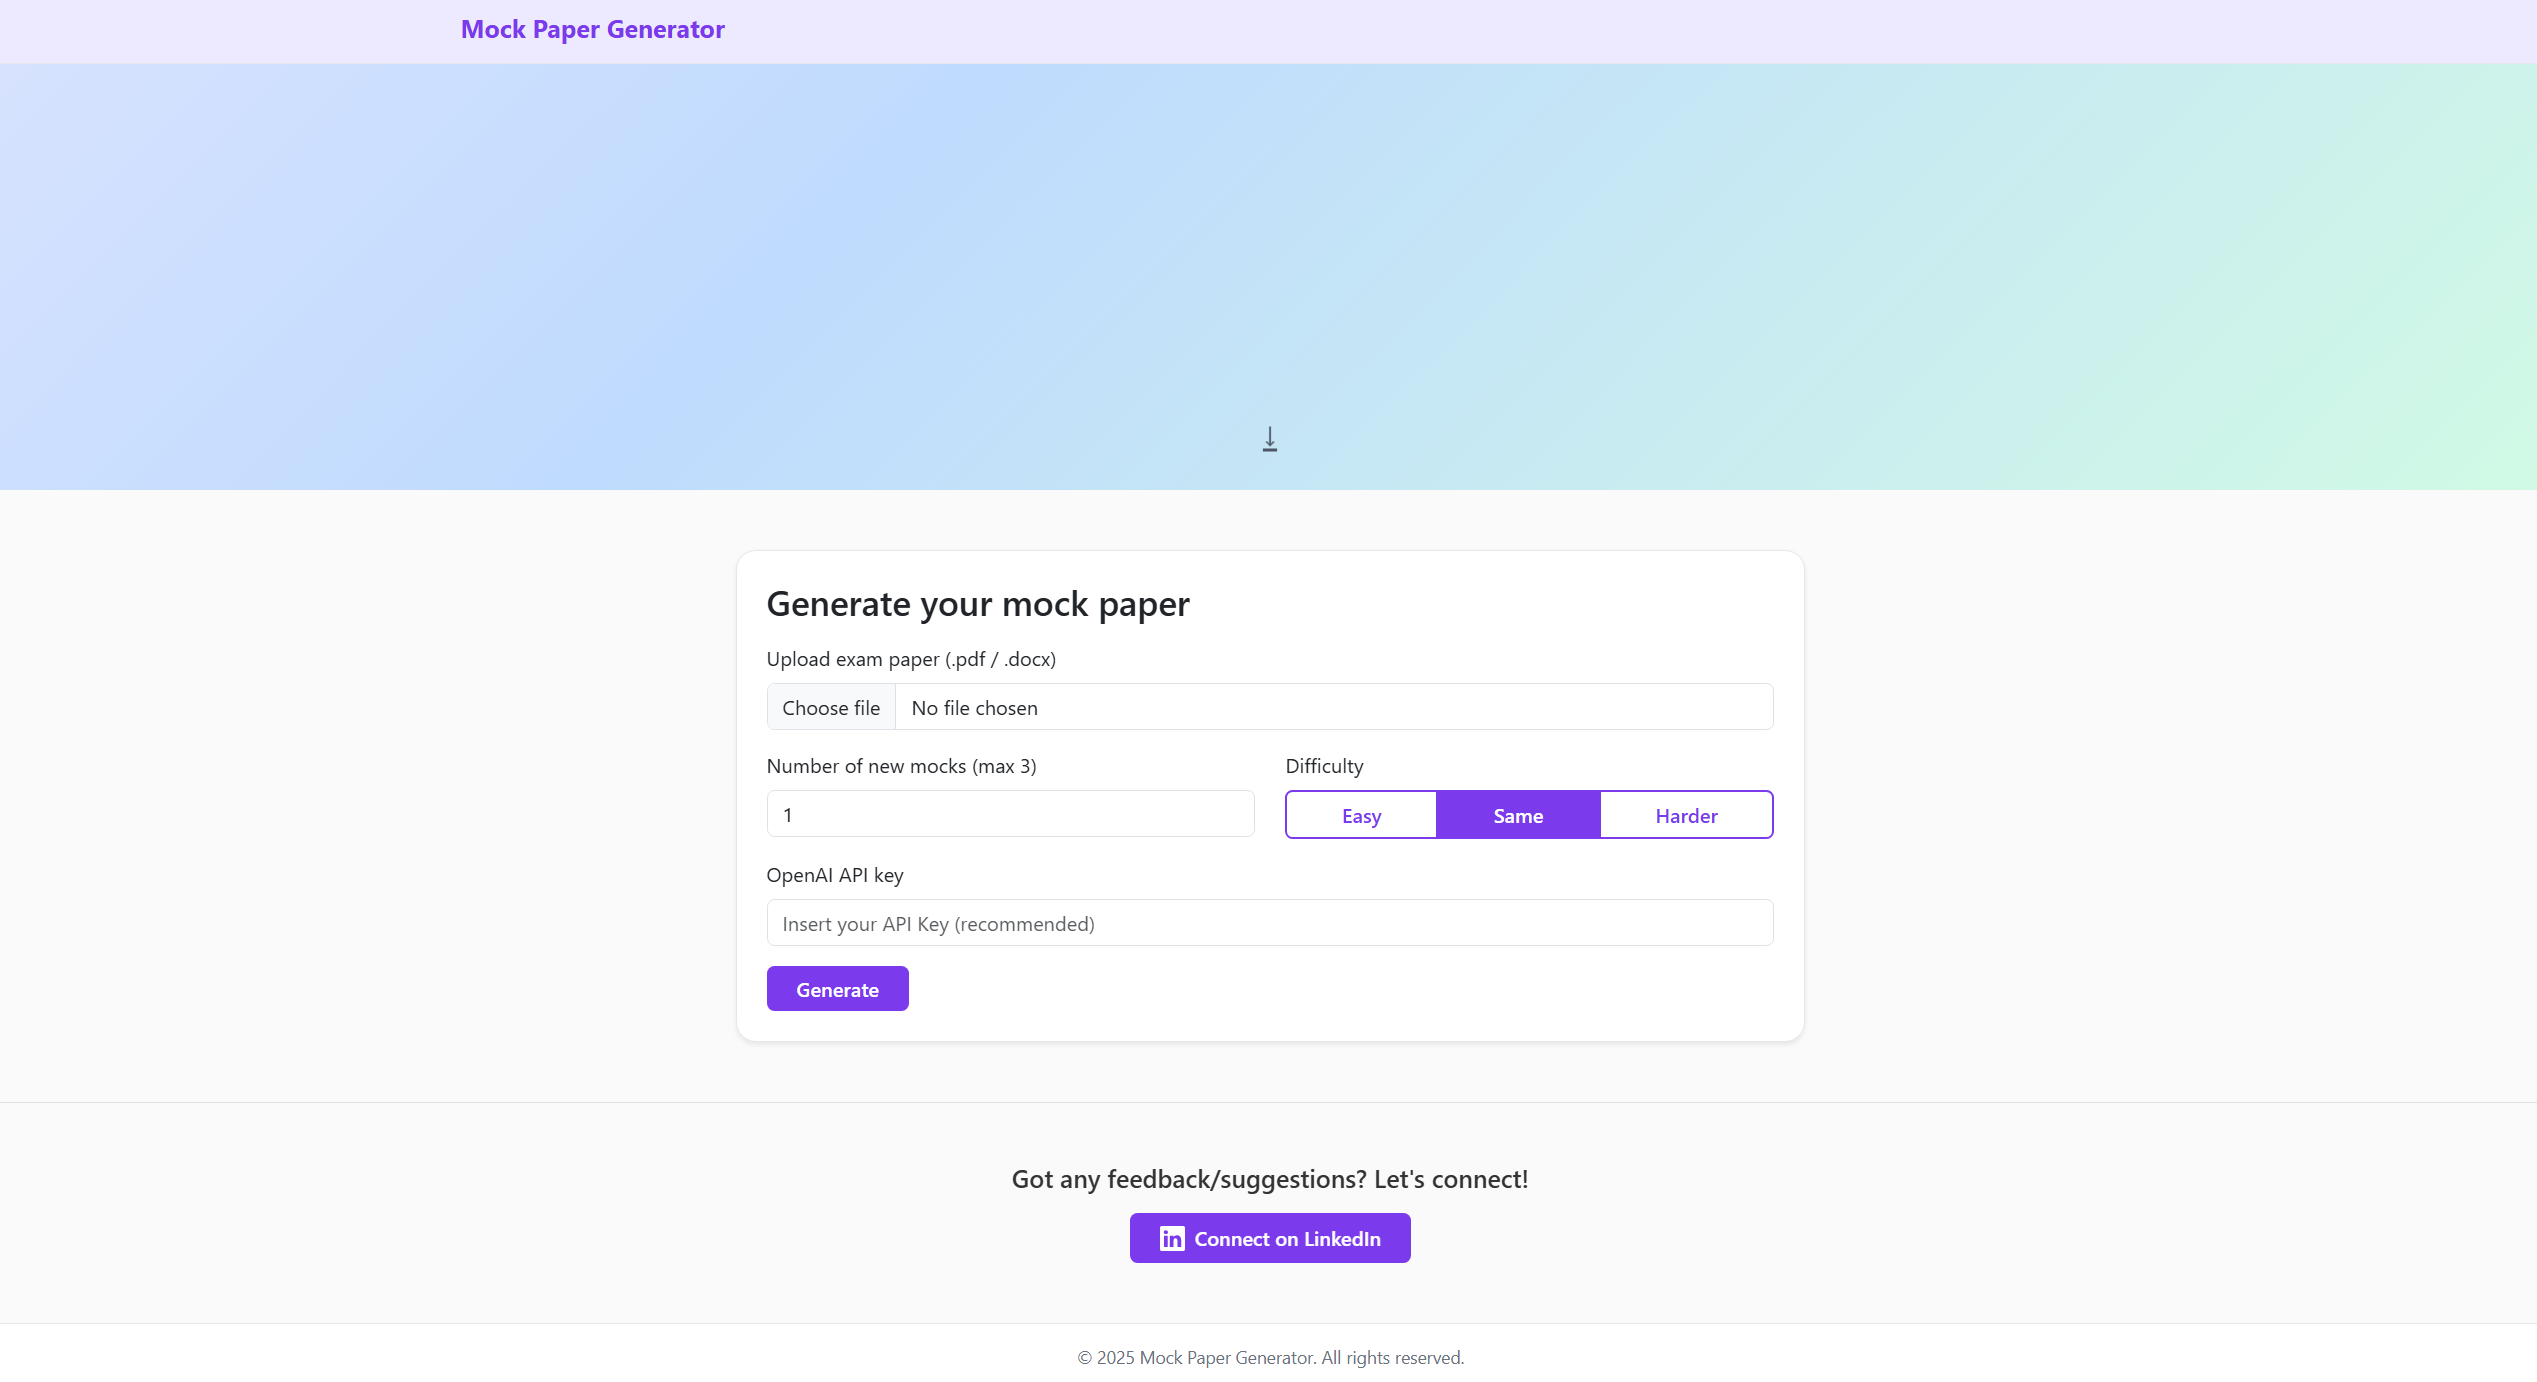 Mock Paper Generator
Generate your mock paper
Upload exam paper (.pdf / .docx)
Choose file No file chosen
Number of new mocks (max 3)
Difficulty
1
Easy Same Harder
OpenAI API key
Insert your API Key (recommended)
Generate
Got any feedback/suggestions? Let's connect!
in Connect on LinkedIn
© 2025 Mock Paper Generator. All rights reserved.